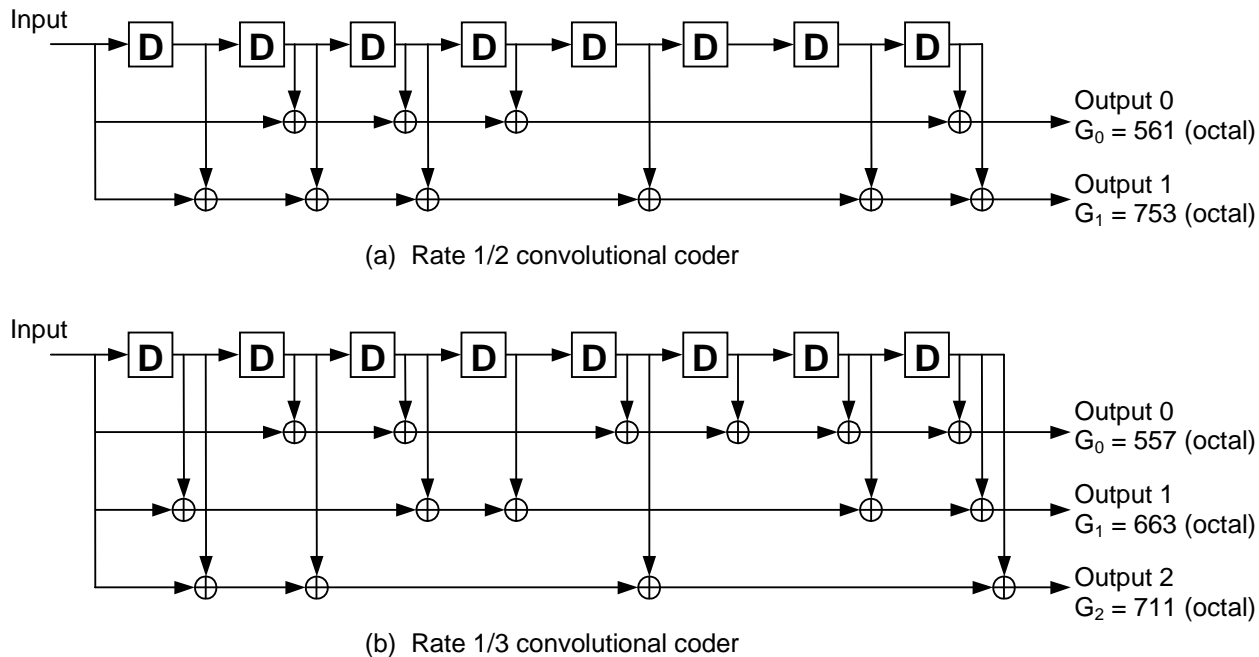 Input
D D D D D D D D
Output 0
G0 = 561 (octal)
Output 1
G1 = 753 (octal)
(a) Rate 1/2 convolutional coder
Input
D D D D D D D D
Output 0
G0 = 557 (octal)
Output 1
G1 = 663 (octal)
Output 2
G2 = 711 (octal)
(b) Rate 1/3 convolutional coder